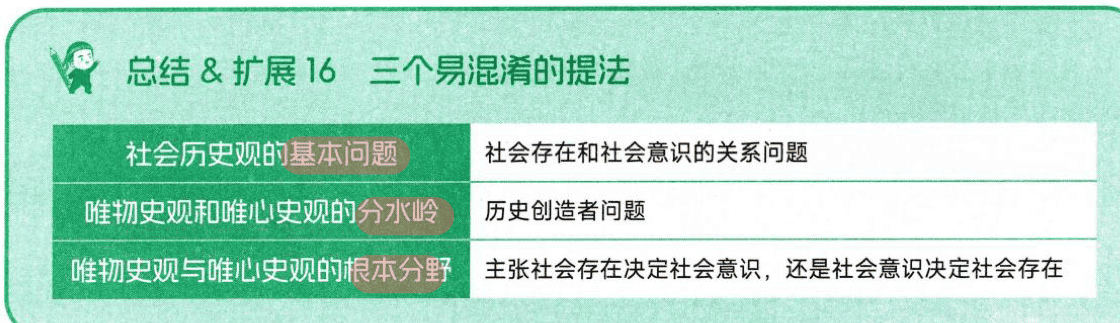 总结 & 扩展 16 三个易混淆的提法
社会历史观的基本问题 社会存在和社会意识的关系问题
唯物史观和唯心史观的分水岭 历史创造者问题
唯物史观与唯心史观的根本分野 主张社会存在决定社会意识，还是社会意识决定社会存在